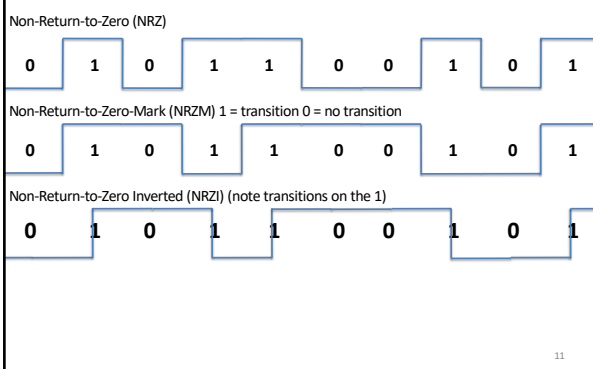 Non-Return-to-Zero (NRZ)
0 1 0 1 1 0 0 1 0 1
Non-Return-to-Zero-Mark (NRZM) 1 = transition 0 = no transition
0 1 0 1 1 0 0 1 0 1
Non-Return-to-Zero Inverted (NRZI) (note transitions on the 1)
0 1 0 1 1 0 0 1 0 1
11